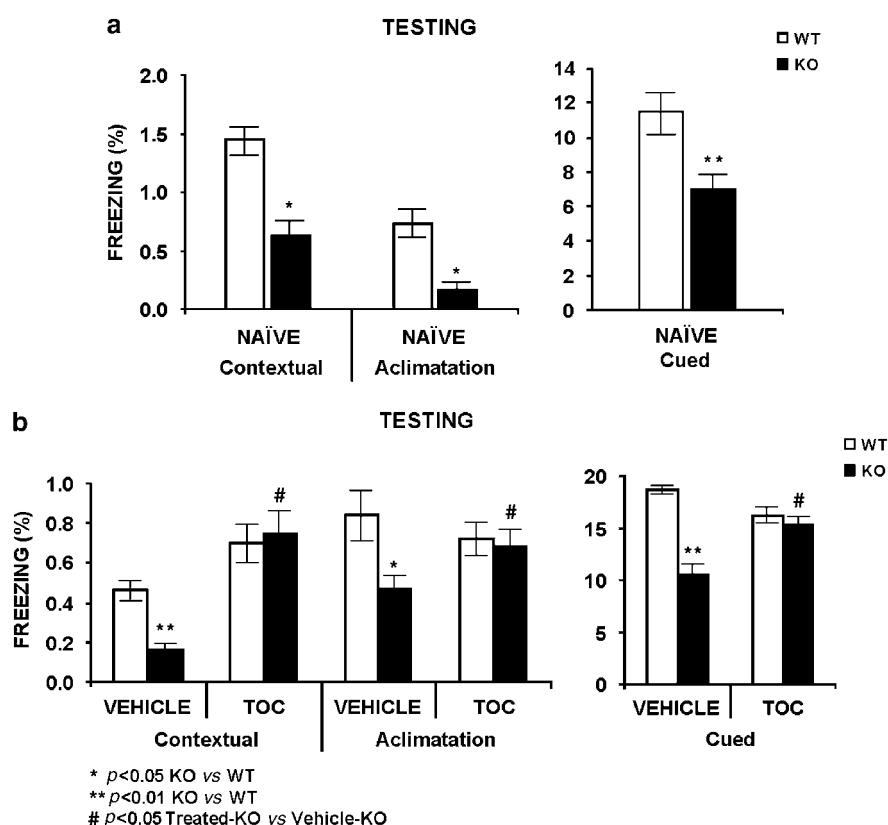 a
TESTING
WT
KO
FREEZING (%)
2.0
1.5
1.0
0.5
0.0
*
*
NAÏVE
NAÏVE
Contextual
Aclimatation
14
12
10
8
6
4
2
0
**
NAÏVE
Cued
b
TESTING
WT
KO
FREEZING (%)
1.0
0.8
0.6
0.4
0.2
0.0
**
#
*
#
VEHICLE
TOC
VEHICLE
TOC
Contextual
Aclimatation
20
15
10
5
0
**
#
VEHICLE
TOC
Cued
* p<0.05 KO vs WT
** p<0.01 KO vs WT
# p<0.05 Treated-KO vs Vehicle-KO